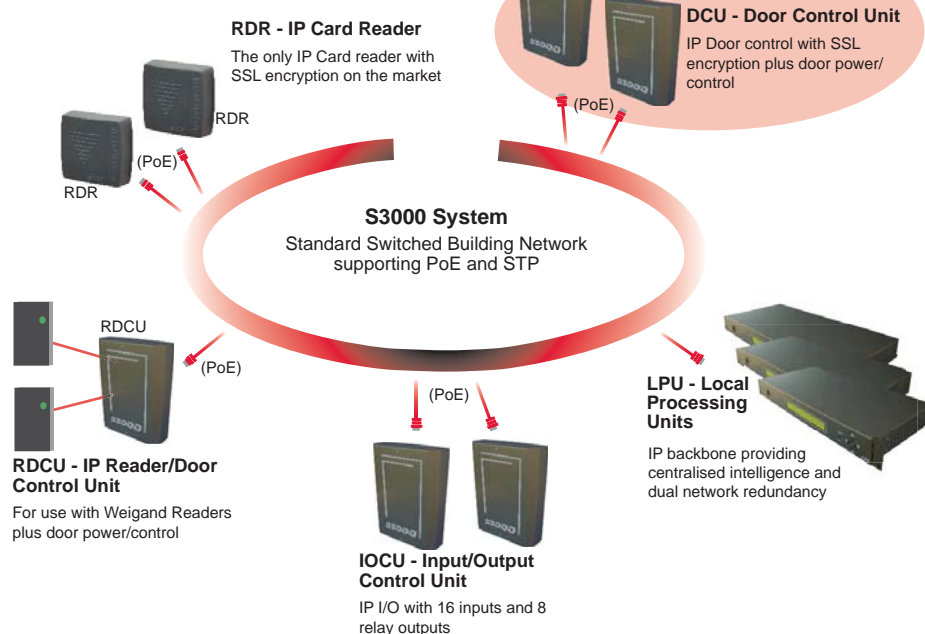 RDR - IP Card Reader
The only IP Card reader with
SSL encryption on the market
DCU - Door Control Unit
IP Door control with SSL
encryption plus door power/
control
RDR
(PoE)
RDR
(PoE)
S3000 System
Standard Switched Building Network
supporting PoE and STP
RDCU
(PoE)
RDCU - IP Reader/Door
Control Unit
For use with Weigand Readers
plus door power/control
(PoE)
IOCU - Input/Output
Control Unit
IP I/O with 16 inputs and 8
relay outputs
LPU - Local
Processing
Units
IP backbone providing
centralised intelligence and
dual network redundancy